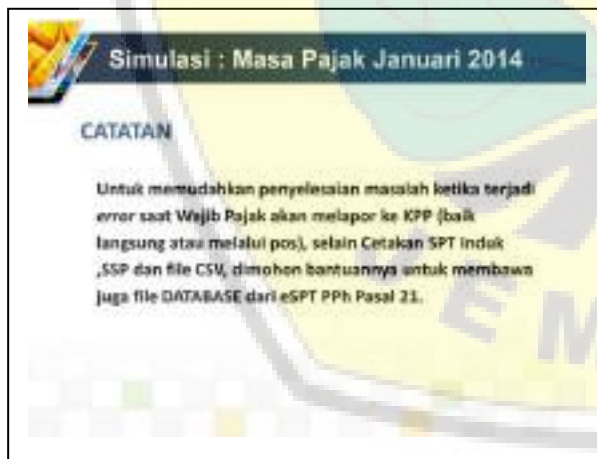 Simulasi : Masa Pajak Januari 2014
CATATAN
Untuk memudahkan penyelesaian masalah ketika terjadi
error saat Wajib Pajak akan melapor ke KPP (baik
langsung atau melalui pos), selain Cetakan SPT Induk
,SSP dan file CSV, dimohon bantuannya untuk membawa
juga file DATABASE dari eSPT PPh Pasal 21.